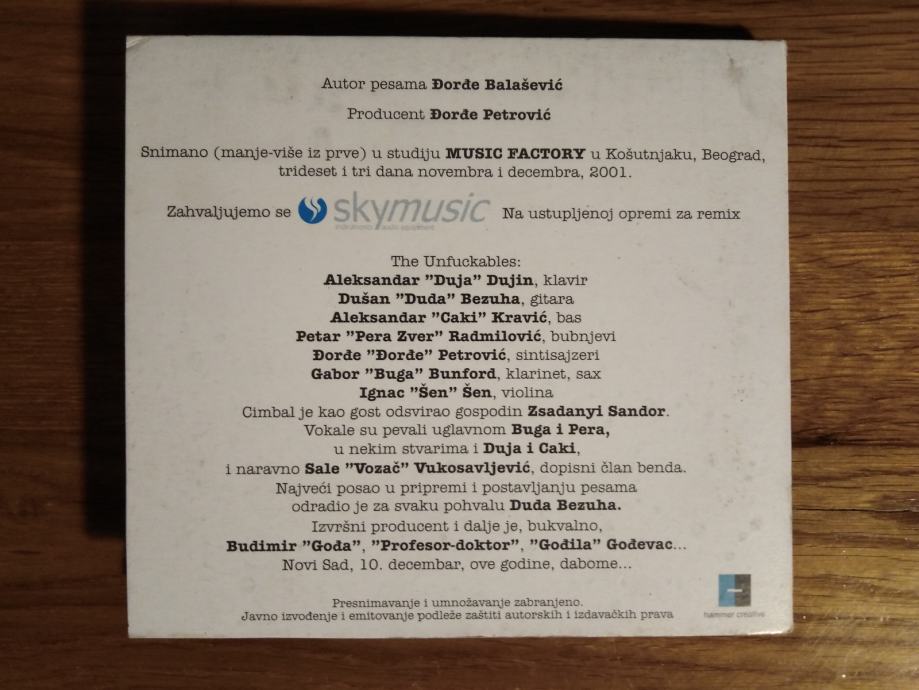 Autor pesama Đorđe Balašević
Producent Đorđe Petrović
Snimano (manje-više iz prve) u studiju MUSIC FACTORY u Košutnjaku, Beograd,
trideset i tri dana novembra i decembra, 2001.
Zahvaljujemo se skymusic Na ustupljenoj opremi za remix
instruments audio equipment
The Unfuckables:
Aleksandar "Duja" Dujin, klavir
Dušan "Duda" Bezuha, gitara
Aleksandar "Caki" Kravić, bas
Petar "Pera Zver" Radmilović, bubnjevi
Đorđe "Đorđe" Petrović, sintisajzeri
Gabor "Buga" Bunford, klarinet, sax
Ignac "Šen" Šen, violina
Cimbal je kao gost odsvirao gospodin Zsadanyi Sandor.
Vokale su pevali uglavnom Buga i Pera,
u nekim stvarima i Duja i Caki,
i naravno Sale "Vozač" Vukosavljević, dopisni član benda.
Najveći posao u pripremi i postavljanju pesama
odradio je za svaku pohvalu Duda Bezuha.
Izvršni producent i dalje je, bukvalno,
Budimir "Gođa", "Profesor-doktor", "Gođila" Gođevac...
Novi Sad, 10. decembar, ove godine, dabome...
Presnimavanje i umnožavanje zabranjeno.
Javno izvođenje i emitovanje podleže zaštiti autorskih i izdavačkih prava
hammer creative